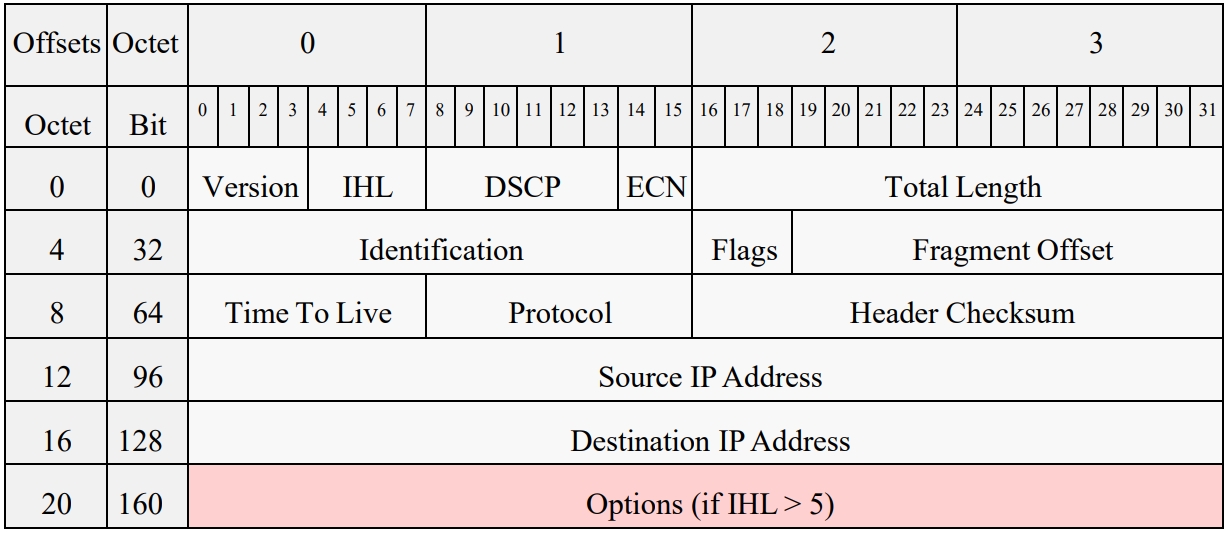 Offsets Octet 0 1 2 3
Octet Bit 0 1 2 3 4 5 6 7 8 9 10 11 12 13 14 15 16 17 18 19 20 21 22 23 24 25 26 27 28 29 30 31
0 0 Version IHL DSCP ECN Total Length
4 32 Identification Flags Fragment Offset
8 64 Time To Live Protocol Header Checksum
12 96 Source IP Address
16 128 Destination IP Address
20 160 Options (if IHL > 5)